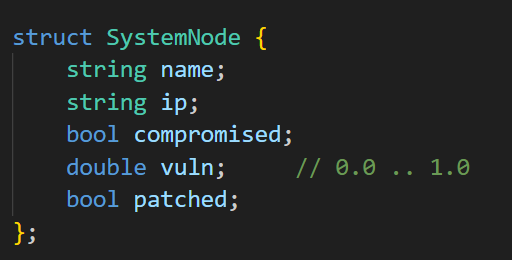 struct SystemNode {
    string name;
    string ip;
    bool compromised;
    double vuln;     // 0.0 .. 1.0
    bool patched;
};